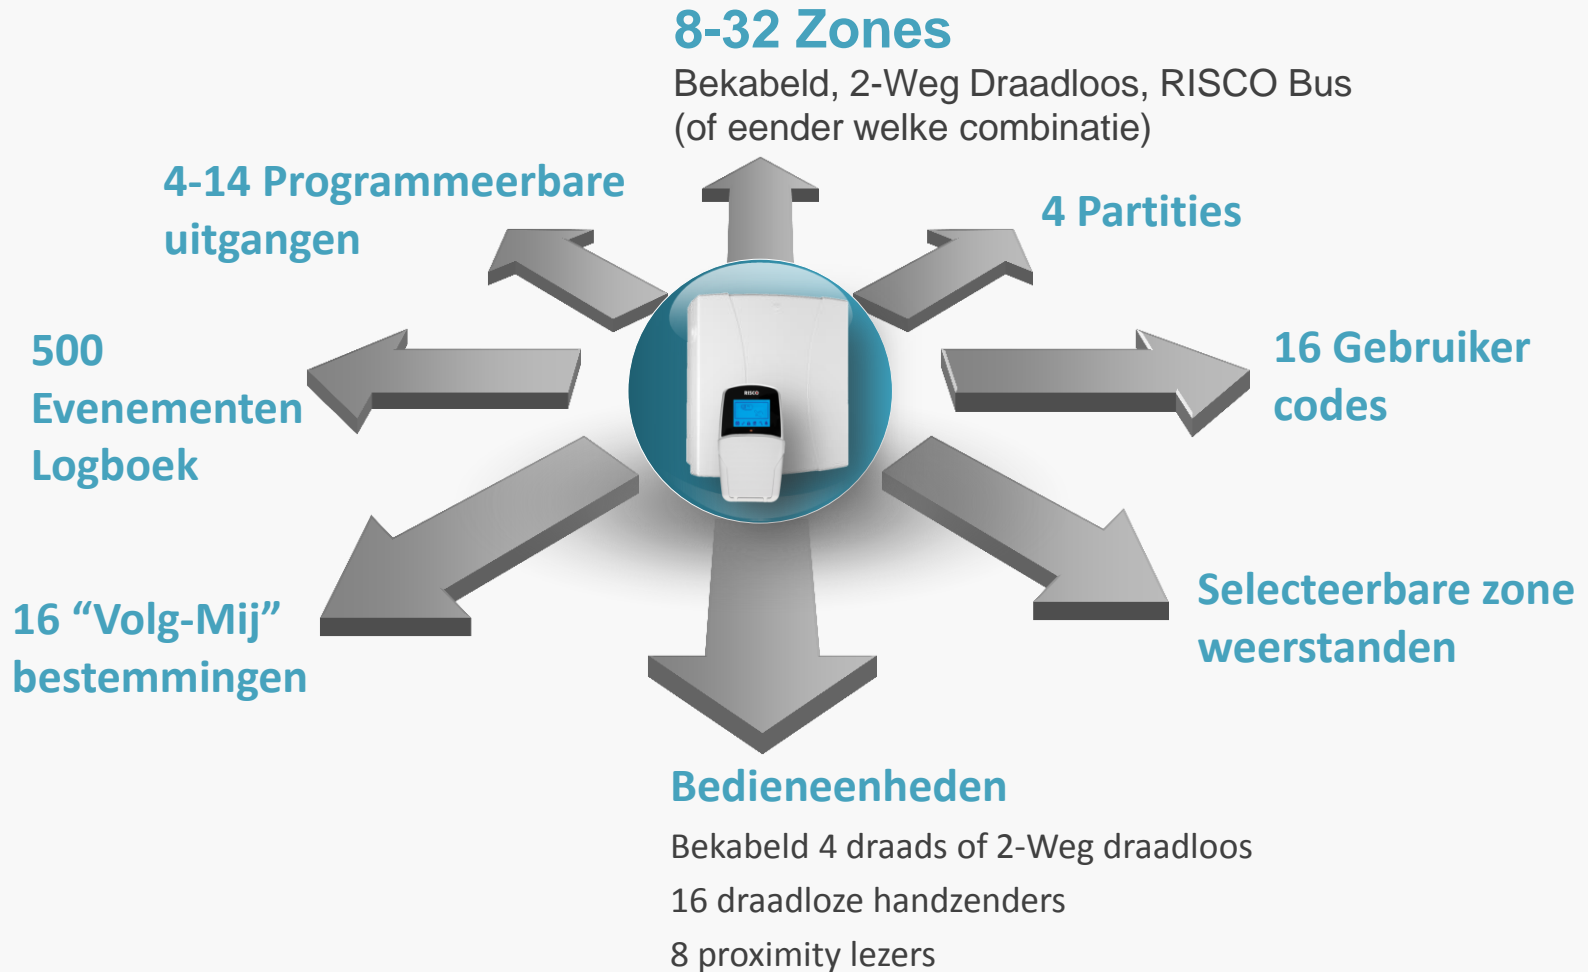 8-32 Zones
Bekabeld, 2-Weg Draadloos, RISCO Bus
(of eender welke combinatie)
4-14 Programmeerbare
uitgangen
4 Partities
500
Evenementen
Logboek
16 Gebruiker
codes
RISCO
16 “Volg-Mij”
bestemmingen
Selecteerbare zone
weerstanden
Bedieneenheden
Bekabeld 4 draads of 2-Weg draadloos
16 draadloze handzenders
8 proximity lezers